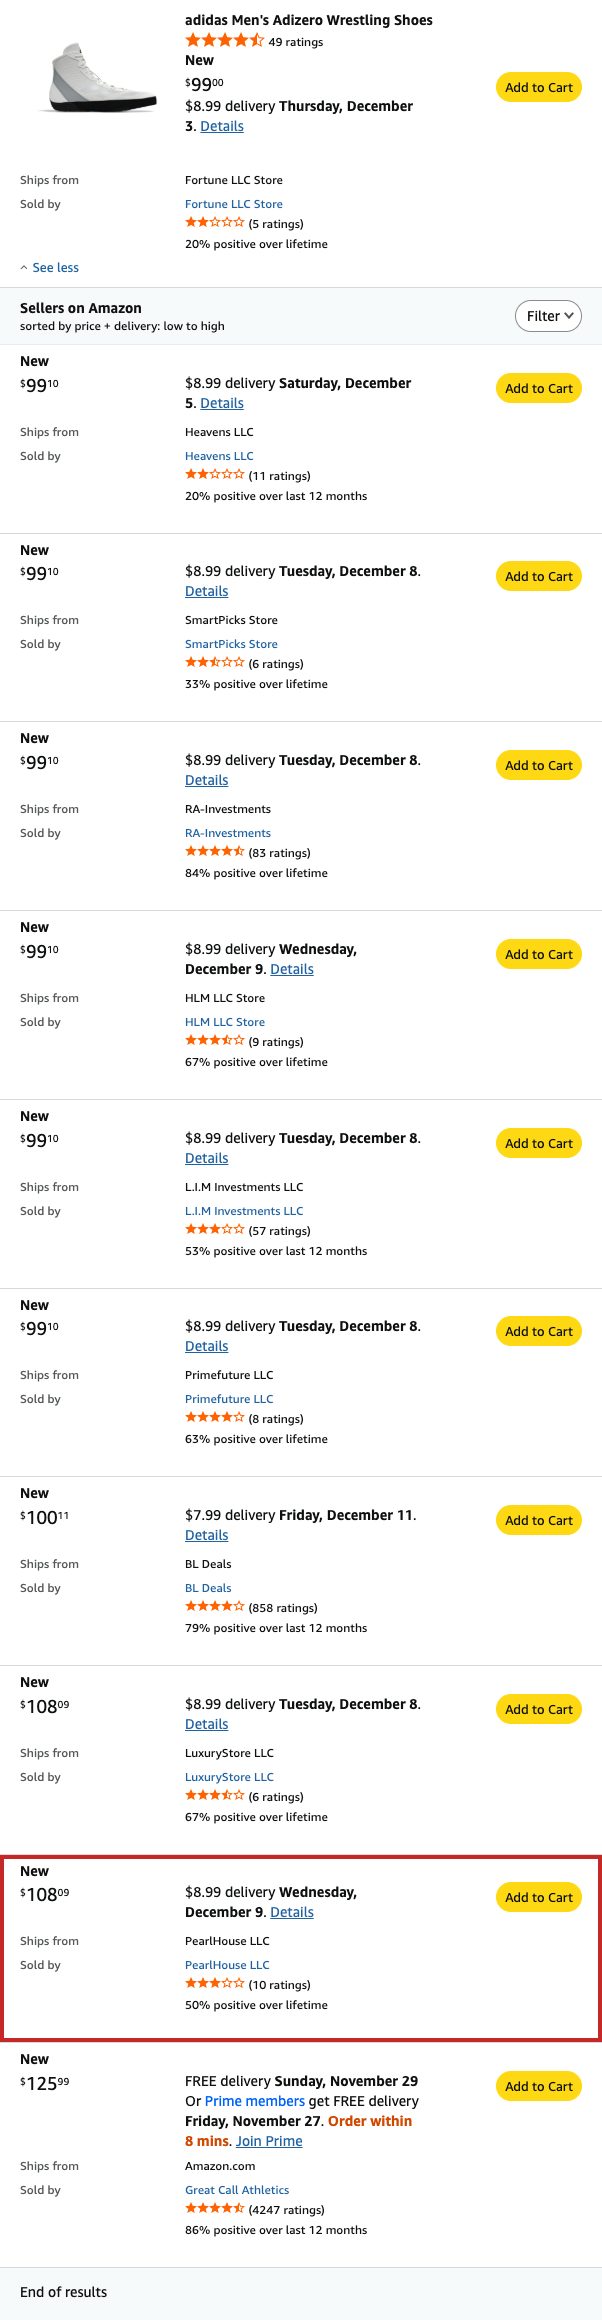 adidas Men's Adizero Wrestling Shoes
49 ratings
New
$9900
$8.99 delivery Thursday, December
3. Details
Add to Cart
Ships from Fortune LLC Store
Sold by Fortune LLC Store
(5 ratings)
20% positive over lifetime
See less
Sellers on Amazon
sorted by price + delivery: low to high
Filter
New
$9910 $8.99 delivery Saturday, December
5. Details
Add to Cart
Ships from Heavens LLC
Sold by Heavens LLC
(11 ratings)
20% positive over last 12 months
New
$9910 $8.99 delivery Tuesday, December 8.
Details
Add to Cart
Ships from SmartPicks Store
Sold by SmartPicks Store
(6 ratings)
33% positive over lifetime
New
$9910 $8.99 delivery Tuesday, December 8.
Details
Add to Cart
Ships from RA-Investments
Sold by RA-Investments
(83 ratings)
84% positive over lifetime
New
$9910 $8.99 delivery Wednesday,
December 9. Details
Add to Cart
Ships from HLM LLC Store
Sold by HLM LLC Store
(9 ratings)
67% positive over lifetime
New
$9910 $8.99 delivery Tuesday, December 8.
Details
Add to Cart
Ships from L.I.M Investments LLC
Sold by L.I.M Investments LLC
(57 ratings)
53% positive over last 12 months
New
$9910 $8.99 delivery Tuesday, December 8.
Details
Add to Cart
Ships from Primefuture LLC
Sold by Primefuture LLC
(8 ratings)
63% positive over lifetime
New
$10011 $7.99 delivery Friday, December 11.
Details
Add to Cart
Ships from BL Deals
Sold by BL Deals
(858 ratings)
79% positive over last 12 months
New
$10809 $8.99 delivery Tuesday, December 8.
Details
Add to Cart
Ships from LuxuryStore LLC
Sold by LuxuryStore LLC
(6 ratings)
67% positive over lifetime
New
$10809 $8.99 delivery Wednesday,
December 9. Details
Add to Cart
Ships from PearlHouse LLC
Sold by PearlHouse LLC
(10 ratings)
50% positive over lifetime
New
$12599 FREE delivery Sunday, November 29
Or Prime members get FREE delivery
Friday, November 27. Order within
8 mins. Join Prime
Add to Cart
Ships from Amazon.com
Sold by Great Call Athletics
(4247 ratings)
86% positive over last 12 months
End of results